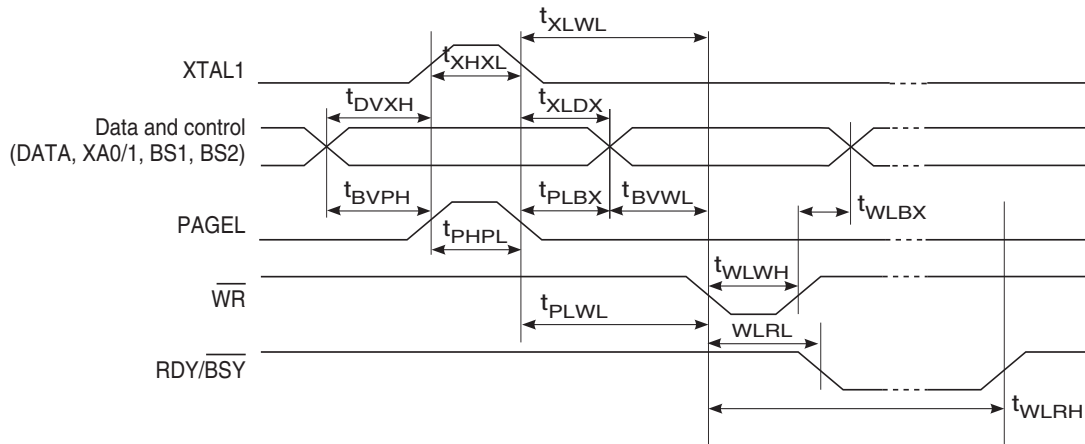 tXLWL
XTAL1
tXHXL
tDVXH
tXLDX
Data and control
(DATA, XA0/1, BS1, BS2)
tBVPH
tPLBX
tBVWL
tWLBX
PAGEL
tPHPL
WR
tWLWH
tPLWL
WLRL
RDY/BSY
tWLRH